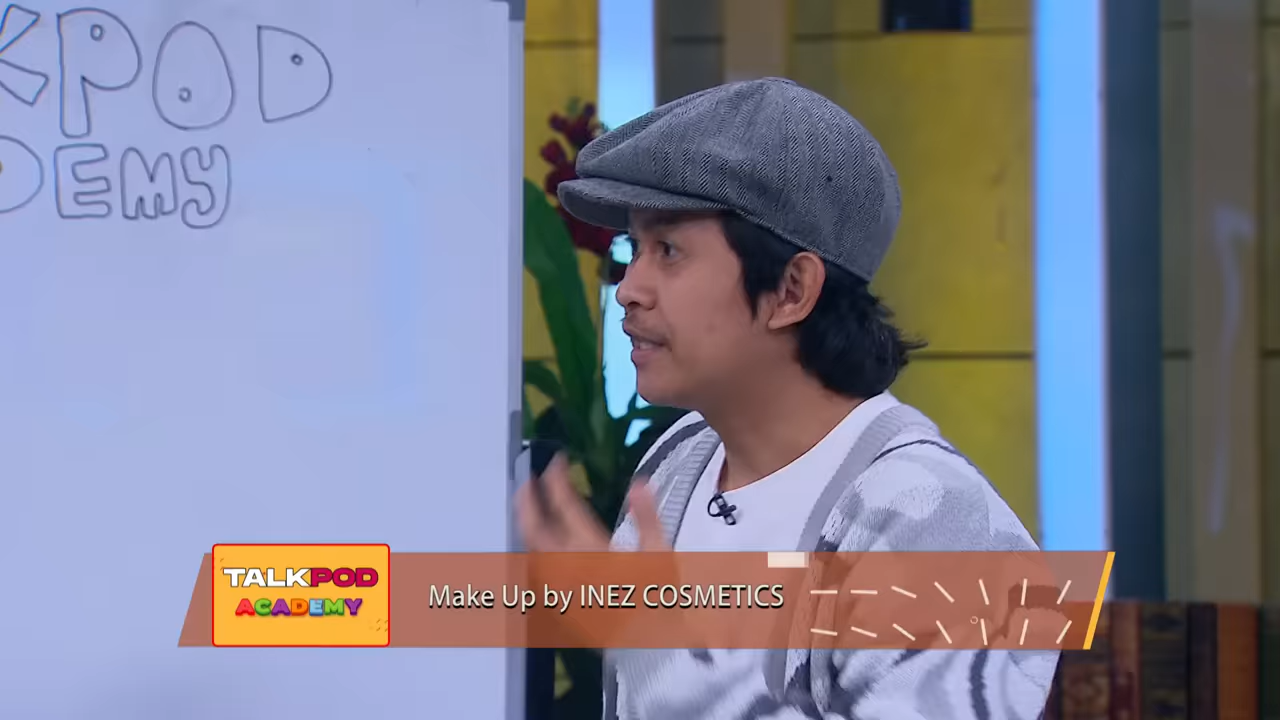 KPOD
DEMY
TALKPOD
ACADEMY
Make Up by INEZ COSMETICS